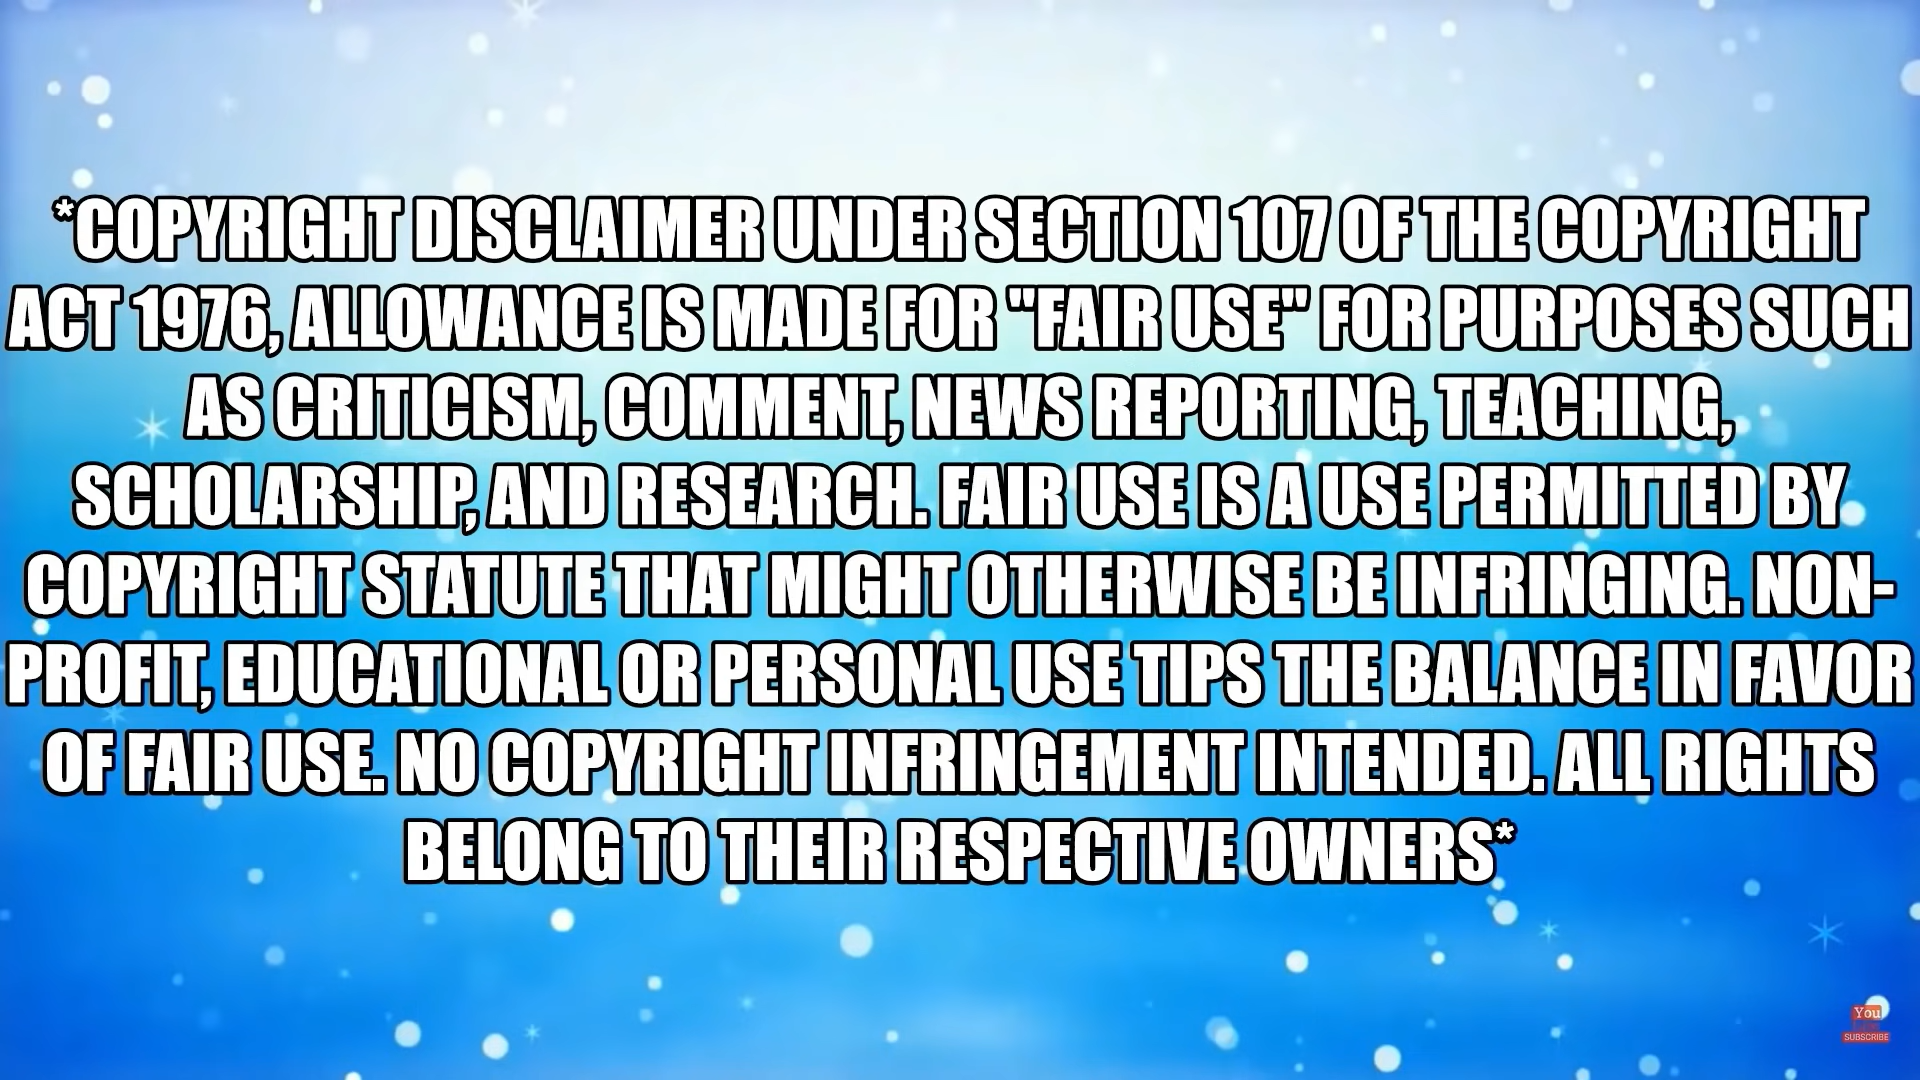 *COPYRIGHT DISCLAIMER UNDER SECTION 107 OF THE COPYRIGHT
ACT 1976, ALLOWANCE IS MADE FOR "FAIR USE" FOR PURPOSES SUCH
AS CRITICISM, COMMENT, NEWS REPORTING, TEACHING,
SCHOLARSHIP, AND RESEARCH. FAIR USE IS A USE PERMITTED BY
COPYRIGHT STATUTE THAT MIGHT OTHERWISE BE INFRINGING. NON-
PROFIT, EDUCATIONAL OR PERSONAL USE TIPS THE BALANCE IN FAVOR
OF FAIR USE. NO COPYRIGHT INFRINGEMENT INTENDED. ALL RIGHTS
BELONG TO THEIR RESPECTIVE OWNERS*
You
SUBSCRIBE